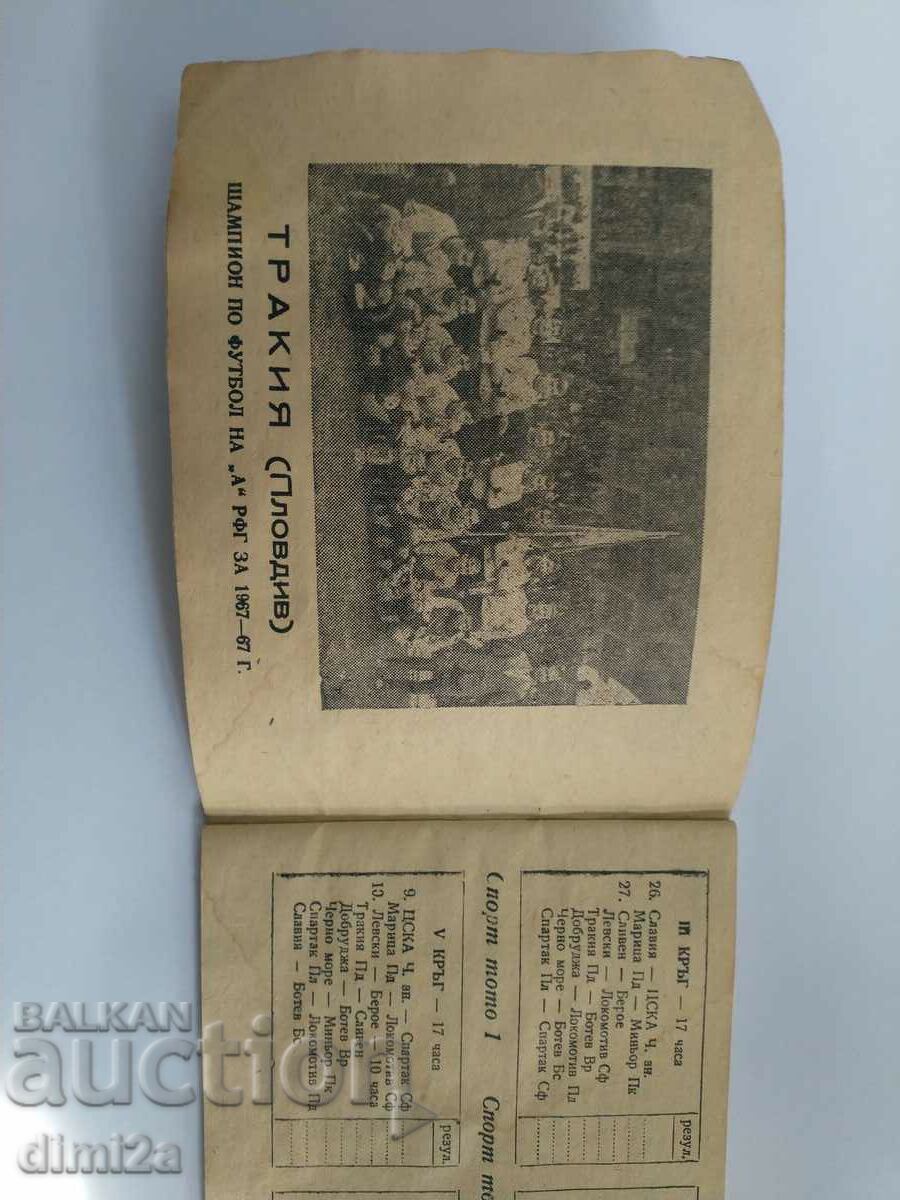 ТРАКИЯ (Пловдив)
ШАМПИОН ПО ФУТБОЛ НА „А“ РФГ ЗА 1967—67 Г.
III КРЪГ — 17 часа
резул.
26. Славия — ЦСКА Ч. зн.
Марица Пд — Миньор Пк
27. Сливен — Берое
Левски — Локомотив Сф
Тракия Пд — Ботев Вр
Добруджа — Локомотив Пд
Черно море — Ботев Бс
Спартак Пл — Спартак Сф
Спорт тото 1 Спорт то
V КРЪГ — 17 часа
резул.
9. ЦСКА Ч. зн. — Спартак Сф
Марица Пд — Локомотив Сф
10. Левски — Берое 10 часа
Тракия Пд — Сливен
Добруджа — Ботев Вр
Черно море — Миньор Пк
Спартак Пл — Локомотив Пд
Славия — Ботев Бс
BALKAN
auction
dimi2a